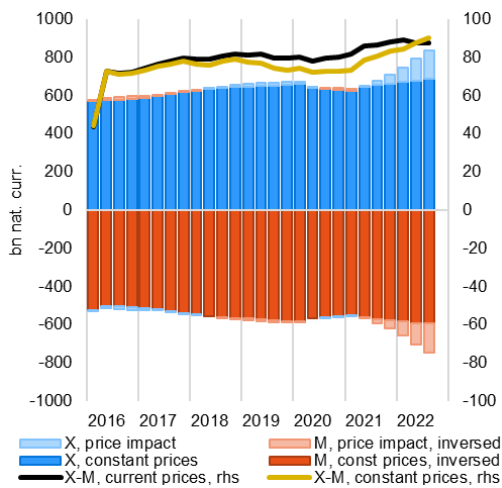 1000 100
800 80
600 60
400 40
200 20
0 0
-200 -20
-400 -40
-600 -60
-800 -80
-1000 -100
bn nat. curr.
2016 2017 2018 2019 2020 2021 2022
X, price impact M, price impact, inversed
X, constant prices M, const prices, inversed
X-M, current prices, rhs X-M, constant prices, rhs